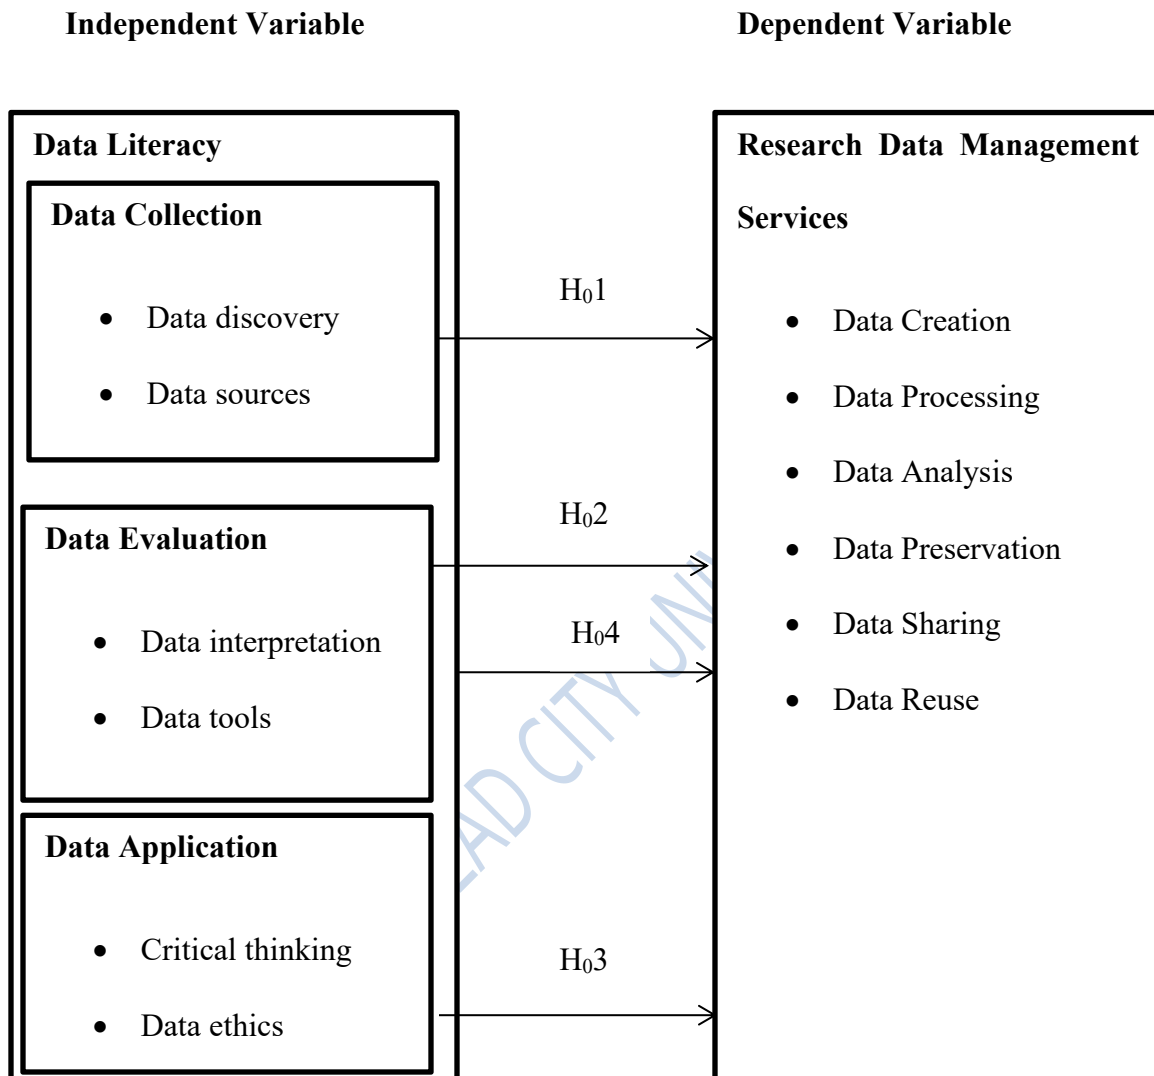 Independent Variable
Dependent Variable
Data Literacy
Data Collection
• Data discovery
• Data sources
Data Evaluation
• Data interpretation
• Data tools
Data Application
• Critical thinking
• Data ethics
H₀1
H₀2
H₀4
H₀3
Research Data Management
Services
• Data Creation
• Data Processing
• Data Analysis
• Data Preservation
• Data Sharing
• Data Reuse
CITY